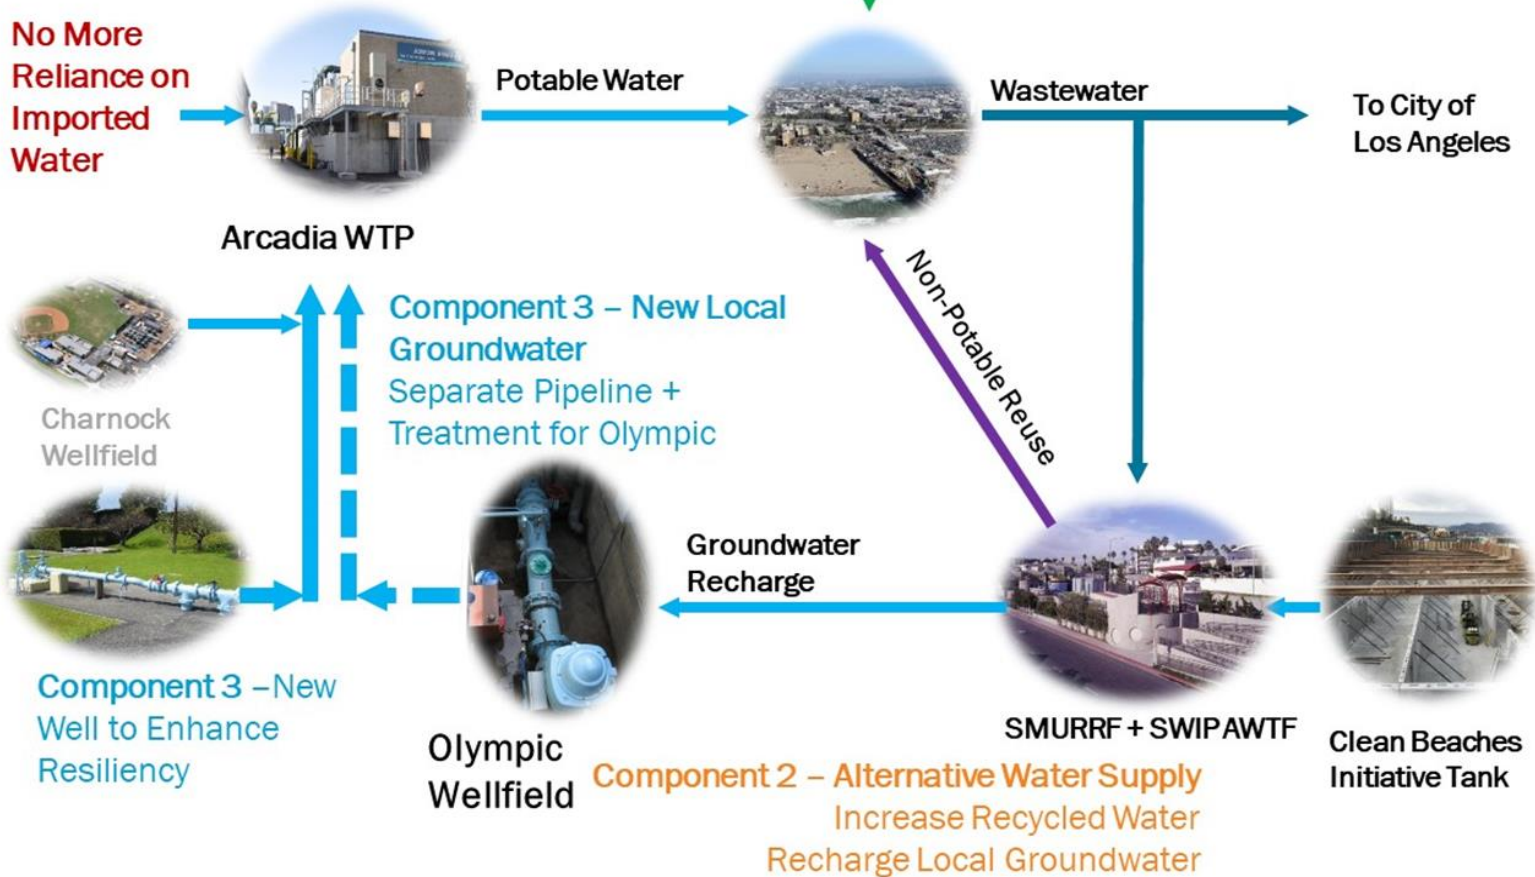 No More
Reliance on
Imported
Water
Potable Water
Wastewater
To City of
Los Angeles
Arcadia WTP
Component 3 – New Local
Groundwater
Separate Pipeline +
Treatment for Olympic
Non-Potable Reuse
Charnock
Wellfield
Groundwater
Recharge
Component 3 –New
Well to Enhance
Resiliency
Olympic
Wellfield
SMURRF + SWIPAWTF
Clean Beaches
Initiative Tank
Component 2 – Alternative Water Supply
Increase Recycled Water
Recharge Local Groundwater